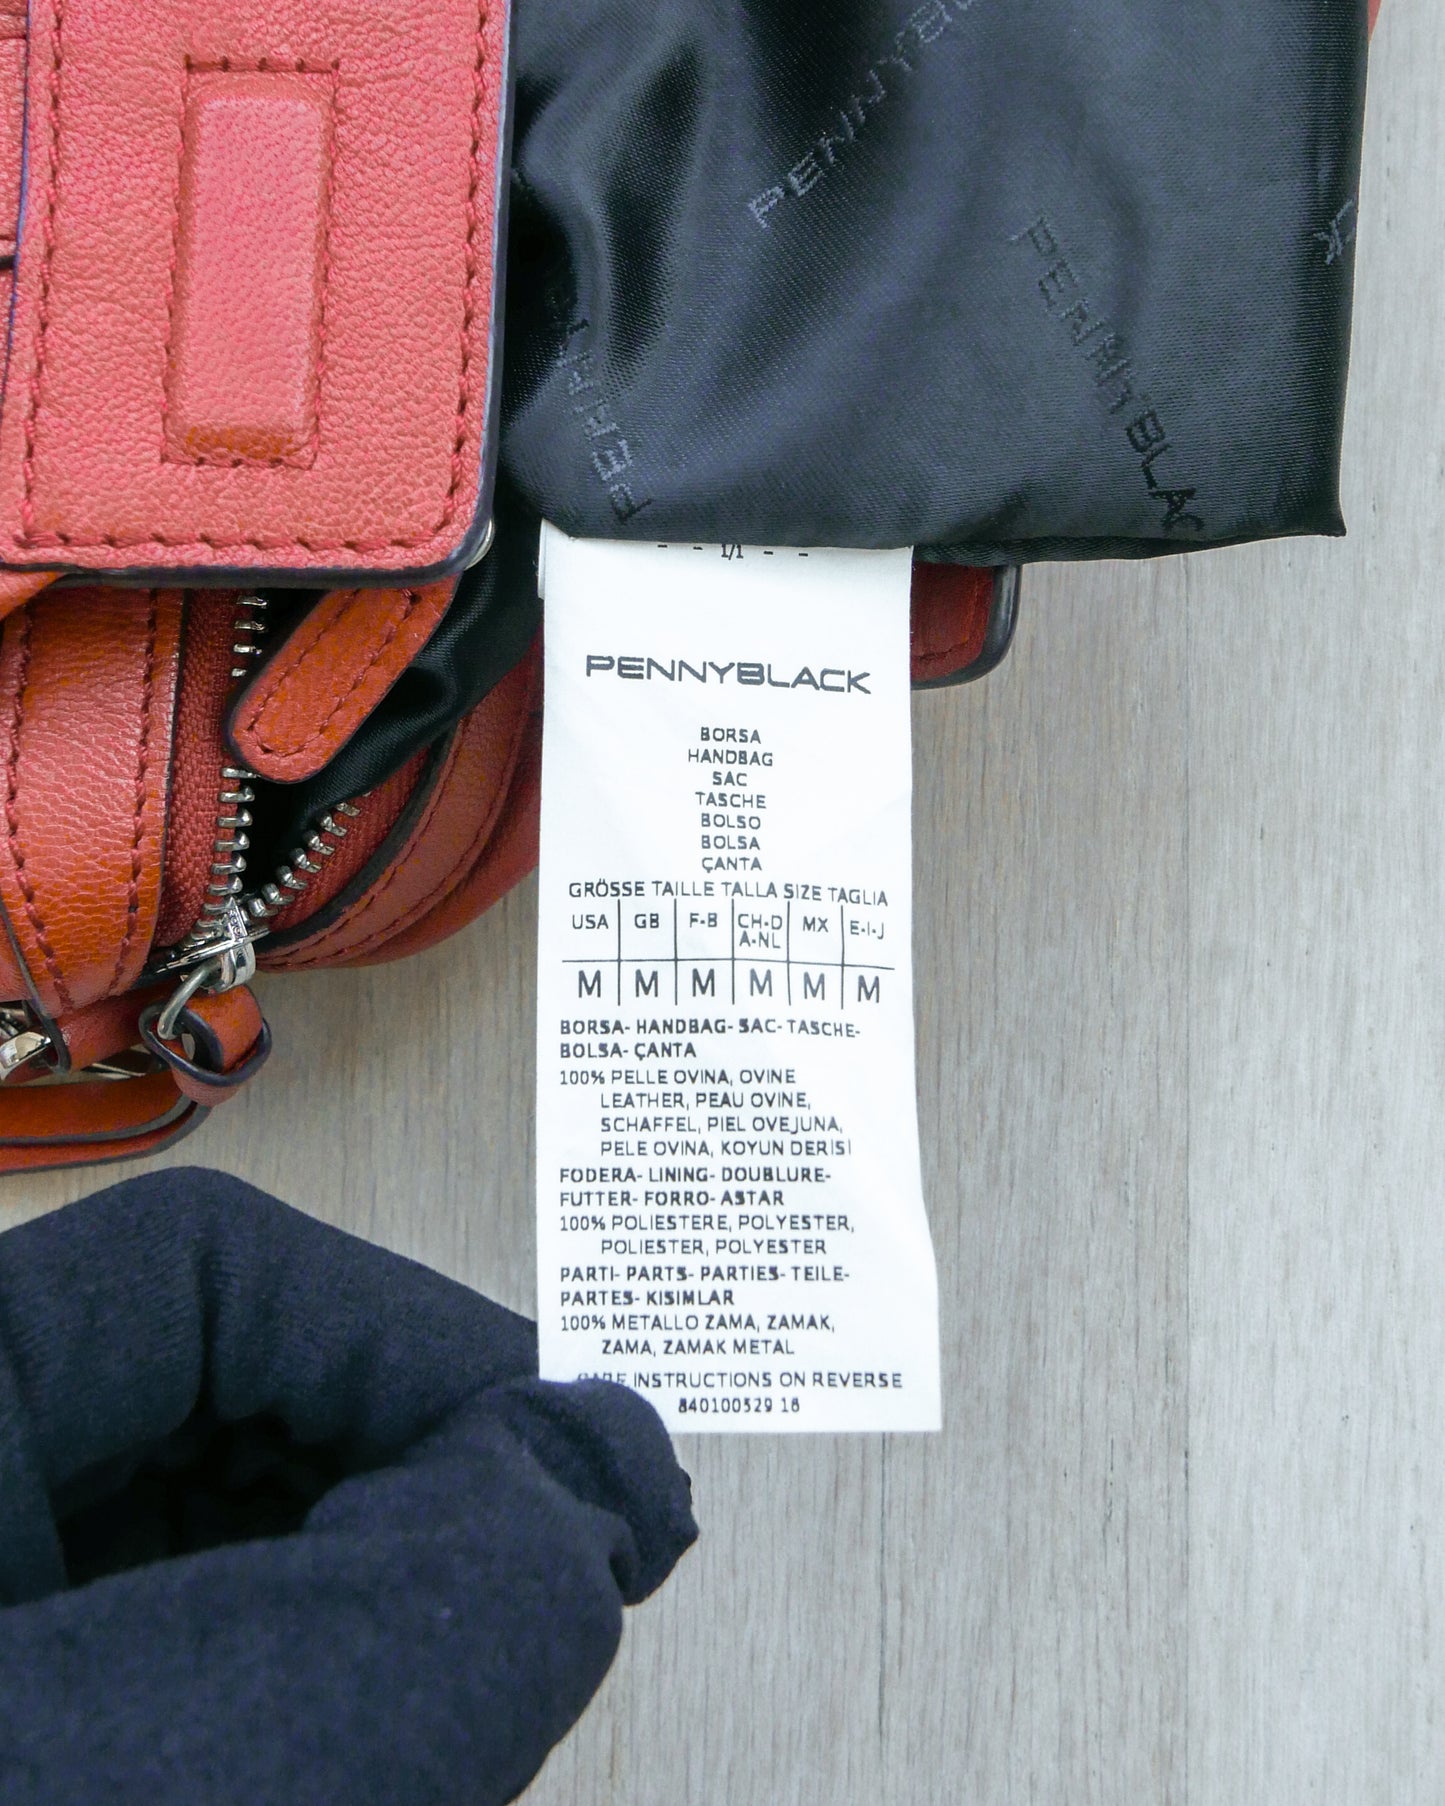 PENNYBLACK
PENNYBLAC
- - 1/1 - -
PENNYBLACK
BORSA
HANDBAG
SAC
TASCHE
BOLSO
BOLSA
ÇANTA
GRÖSSE TAILLE TALLA SIZE TAGLIA
USA GB F-B CH-D A-NL MX E-I-J
M M M M M M
BORSA- HANDBAG- SAC- TASCHE-
BOLSA- ÇANTA
100% PELLE OVINA, OVINE
LEATHER, PEAU OVINE,
SCHAFFEL, PIEL OVEJUNA,
PELE OVINA, KOYUN DERISI
FODERA- LINING- DOUBLURE-
FUTTER- FORRO- ASTAR
100% POLIESTERE, POLYESTER,
POLIESTER, POLYESTER
PARTI- PARTS- PARTIES- TEILE-
PARTES- KISIMLAR
100% METALLO ZAMA, ZAMAK,
ZAMA, ZAMAK METAL
CARE INSTRUCTIONS ON REVERSE
840100529 18